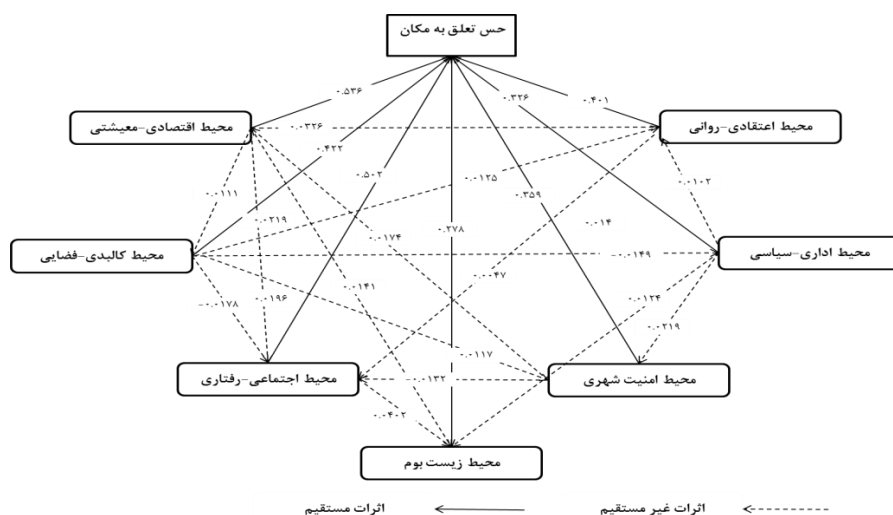 حس تعلق به مکان
۰.۵۳۶
۰.۳۲۶
۰.۴۰۱
محیط اقتصادی-معیشتی
۰.۰۳۲۶
محیط اعتقادی-روانی
۰.۴۲۲
۰.۰۱۱۱
۰.۵۰۲
۰.۰۱۲۵
۰.۰۱۰۲
۰.۳۵۹
۰.۰۲۱۹
۰.۲۷۸
۰.۰۱۴
۰.۰۱۷۴
محیط کالبدی-فضایی
-۰.۰۱۴۹
محیط اداری-سیاسی
۰.۰۰۴۷
۰.۰۱۴۱
-۰.۰۱۷۸
۰.۰۱۹۶
۰.۰۱۲۴
۰.۰۲۱۹
۰.۰۱۱۷
محیط اجتماعی-رفتاری
۰.۰۱۳۲
محیط امنیت شهری
۰.۰۴۰۲
محیط زیست بوم
اثرات غیر مستقیم
اثرات مستقیم